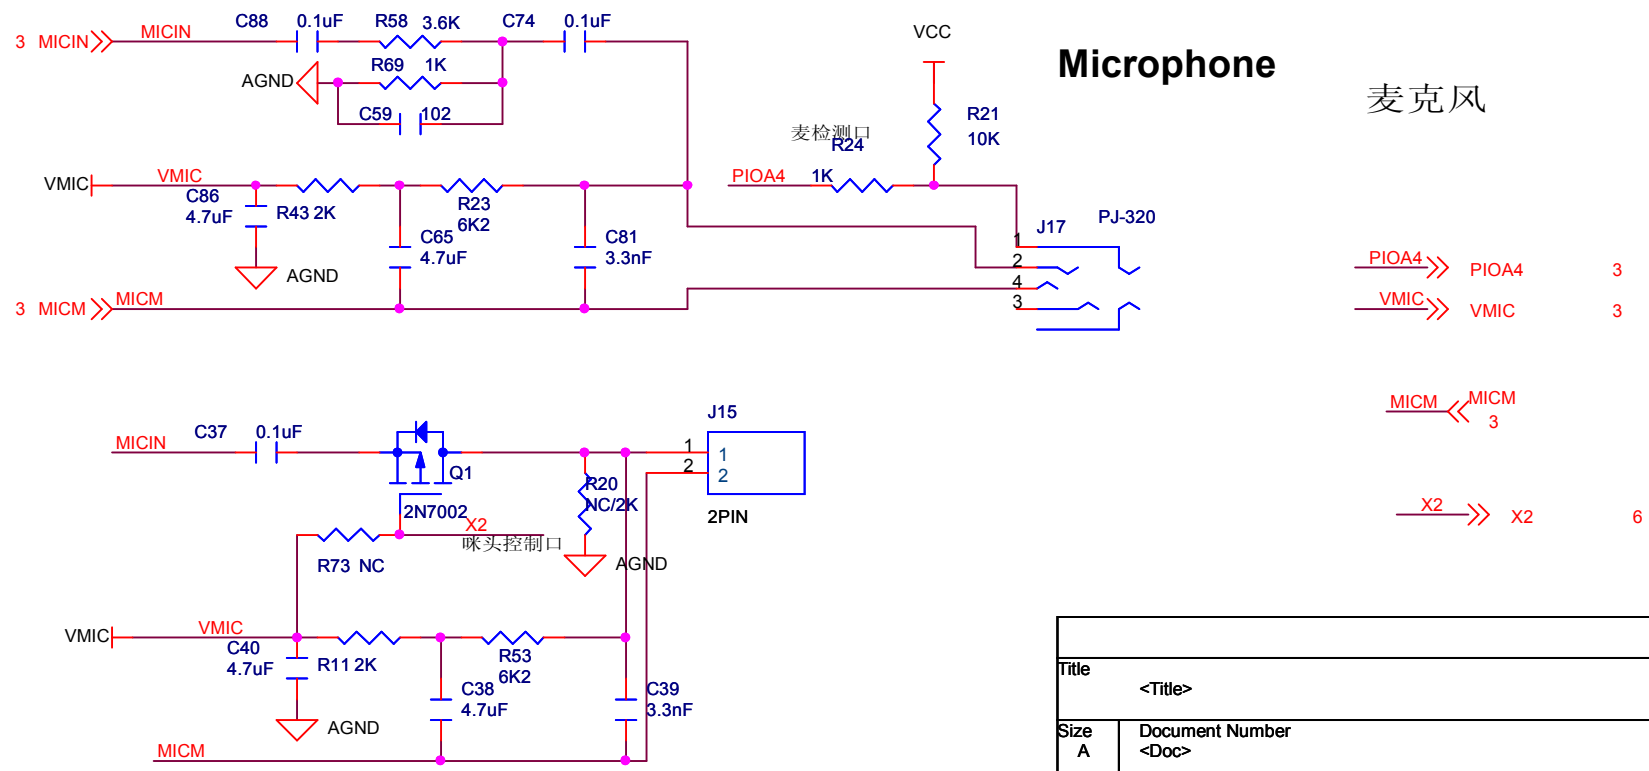 C88 0.1uF R58 3.6K C74 0.1uF
VCC
3 MICIN MICIN
Microphone
R69 1K
AGND
麦克风
C59 102
R21
10K
麦检测口
R24
VMIC VMIC
PIOA4 1K
C86
4.7uF
R43 2K
R23
6K2
J17 PJ-320
C65
4.7uF
C81
3.3nF
1
2
4
3
AGND
PIOA4 PIOA4 3
3 MICM MICM
VMIC VMIC 3
MICM MICM
3
J15
MICIN C37 0.1uF
1 1
2 2
Q1
R20
NC/2K
2N7002
X2
咪头控制口
2PIN
X2 X2 6
R73 NC
AGND
VMIC VMIC
C40
4.7uF
R11 2K
R53
6K2
C38
4.7uF
C39
3.3nF
AGND
MICM
Title
<Title>
Size Document Number
A <Doc>